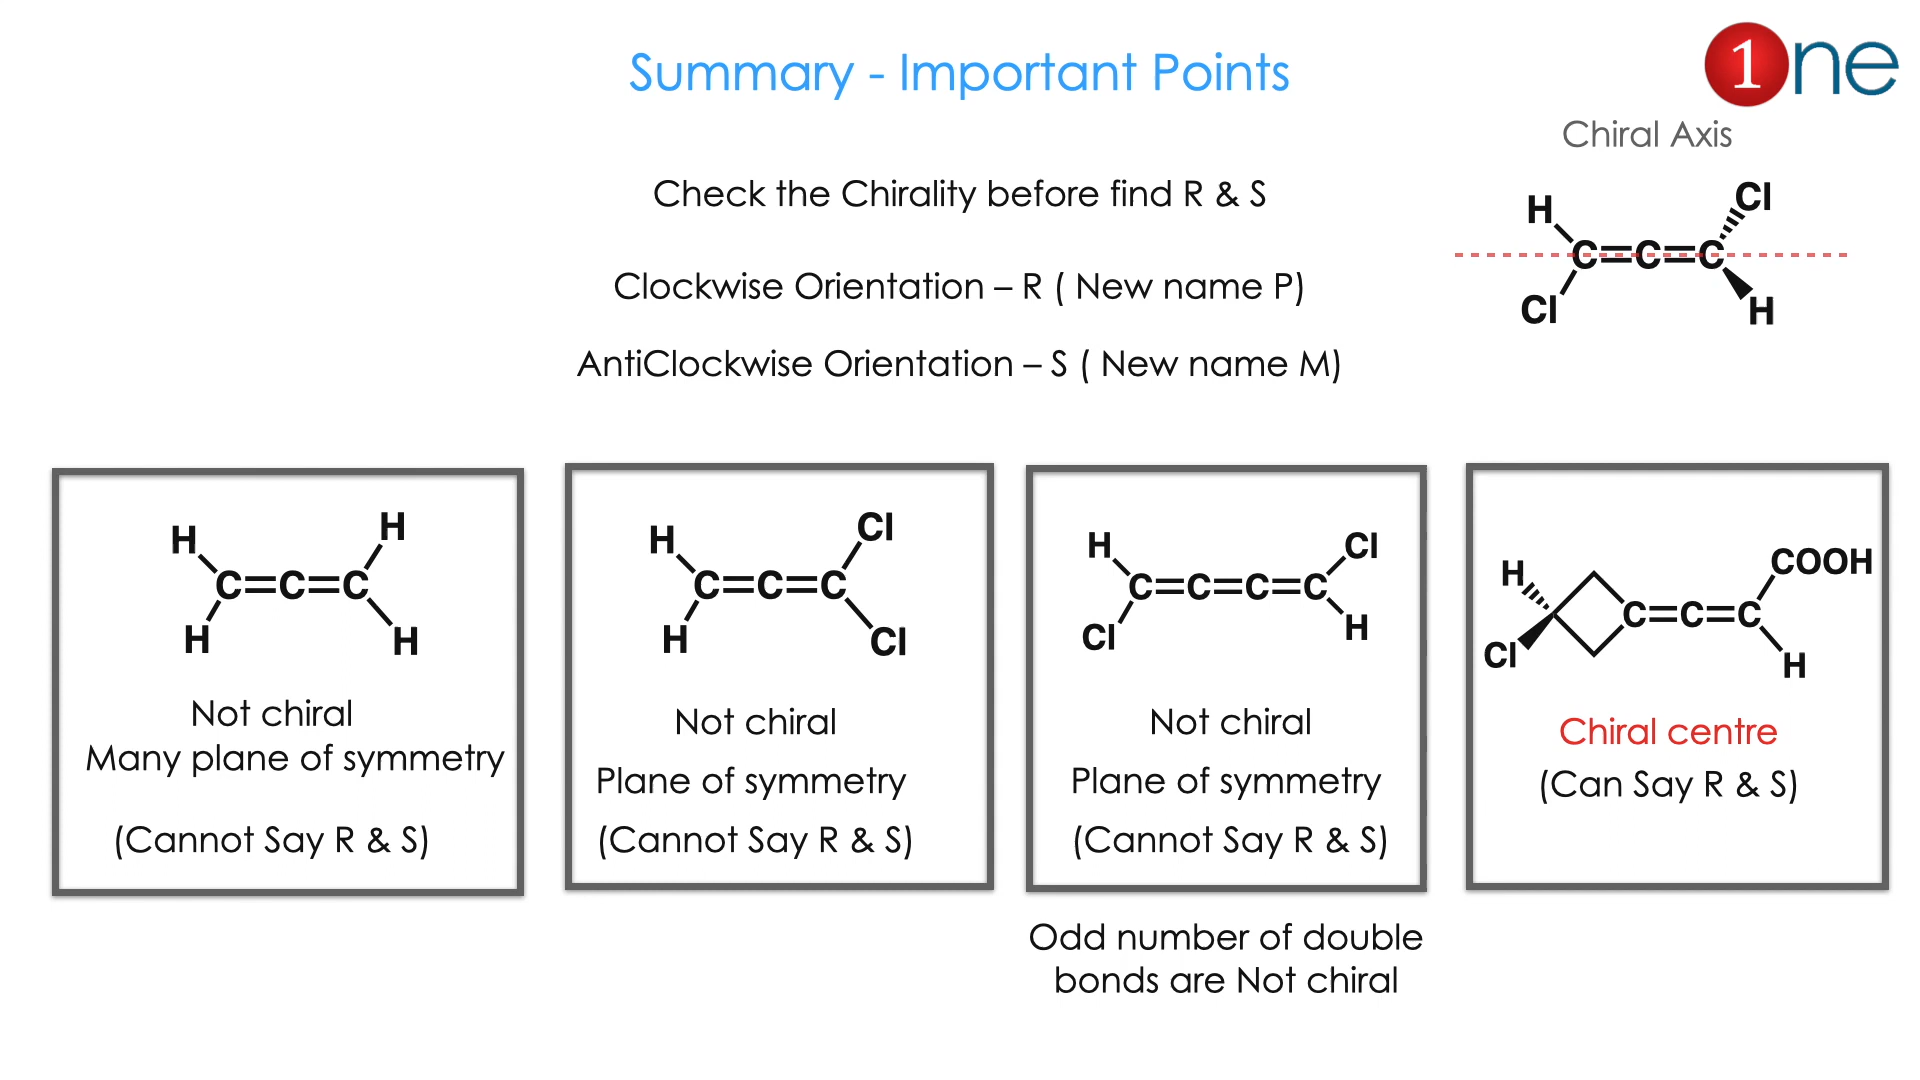 Summary - Important Points
1ne
Chiral Axis
Check the Chirality before find R & S
Clockwise Orientation – R ( New name P)
AntiClockwise Orientation – S ( New name M)
H Cl
C=C=C
Cl H
H H
C=C=C
H H
Not chiral
Many plane of symmetry
(Cannot Say R & S)
H Cl
C=C=C
H Cl
Not chiral
Plane of symmetry
(Cannot Say R & S)
H Cl
C=C=C=C
Cl H
Not chiral
Plane of symmetry
(Cannot Say R & S)
Odd number of double
bonds are Not chiral
H COOH
C=C=C
Cl H
Chiral centre
(Can Say R & S)